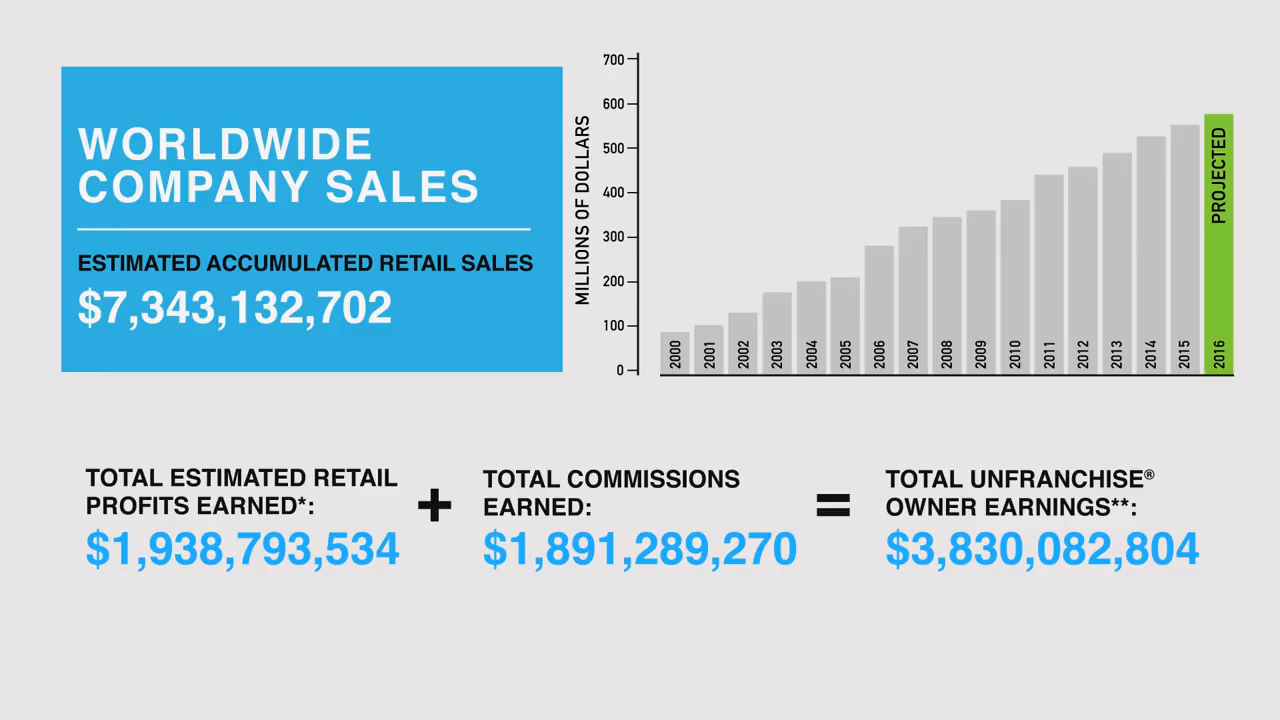 WORLDWIDE
COMPANY SALES
ESTIMATED ACCUMULATED RETAIL SALES
$7,343,132,702
MILLIONS OF DOLLARS
700
600
500
400
300
200
100
0
2000
2001
2002
2003
2004
2005
2006
2007
2008
2009
2010
2011
2012
2013
2014
2015
2016
PROJECTED
TOTAL ESTIMATED RETAIL
PROFITS EARNED*:
$1,938,793,534
+
TOTAL COMMISSIONS
EARNED:
$1,891,289,270
=
TOTAL UNFRANCHISE®
OWNER EARNINGS**:
$3,830,082,804